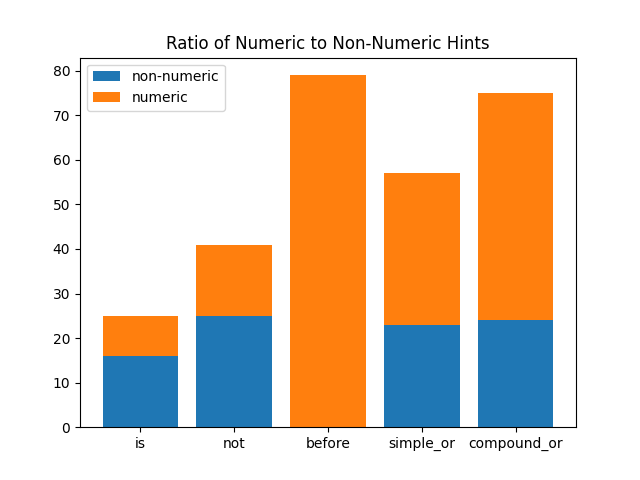 Ratio of Numeric to Non-Numeric Hints
non-numeric
numeric
80
70
60
50
40
30
20
10
0
is not before simple_or compound_or